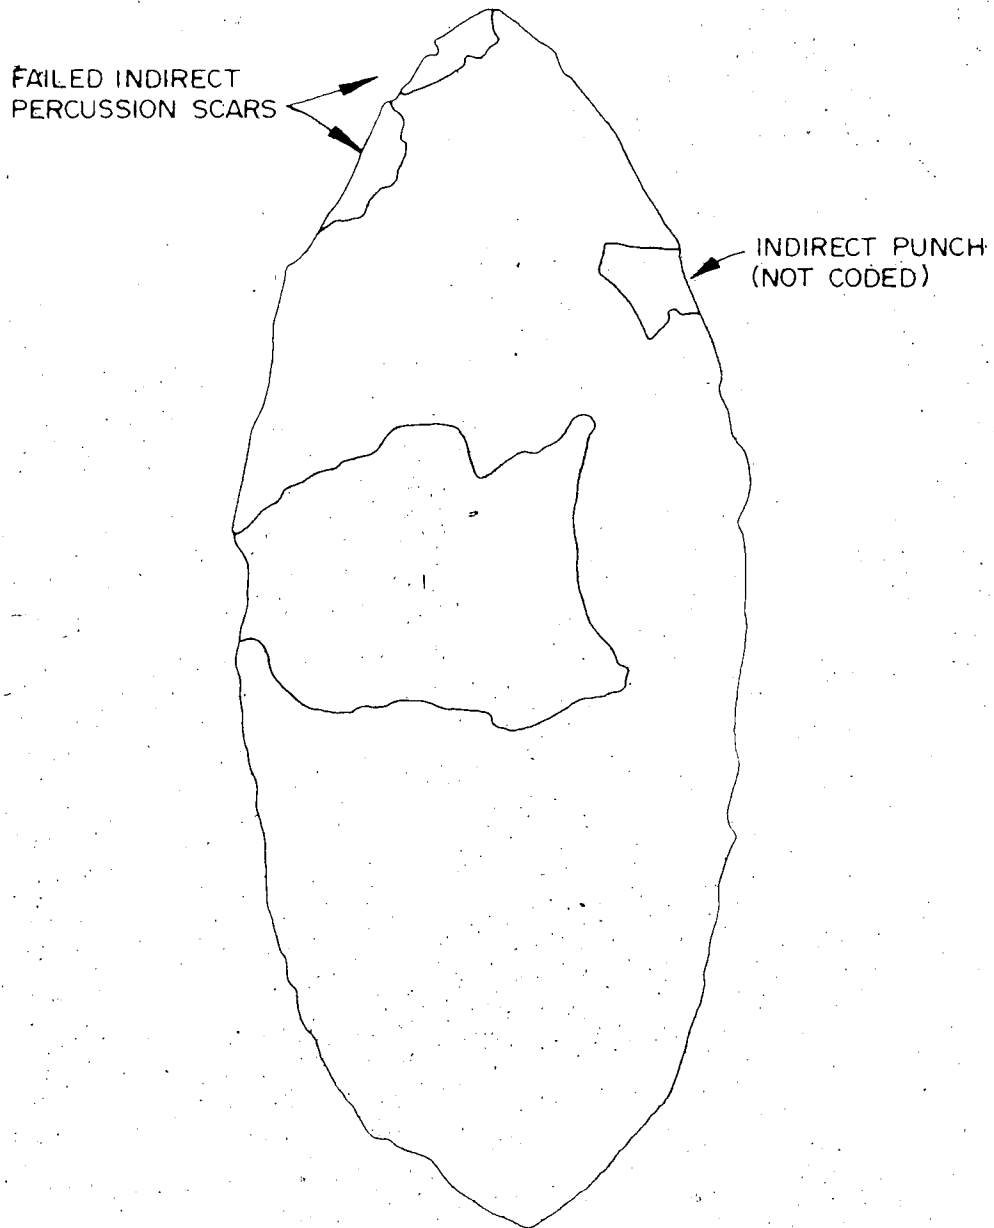 FAILED INDIRECT
PERCUSSION SCARS
INDIRECT PUNCH
(NOT CODED)